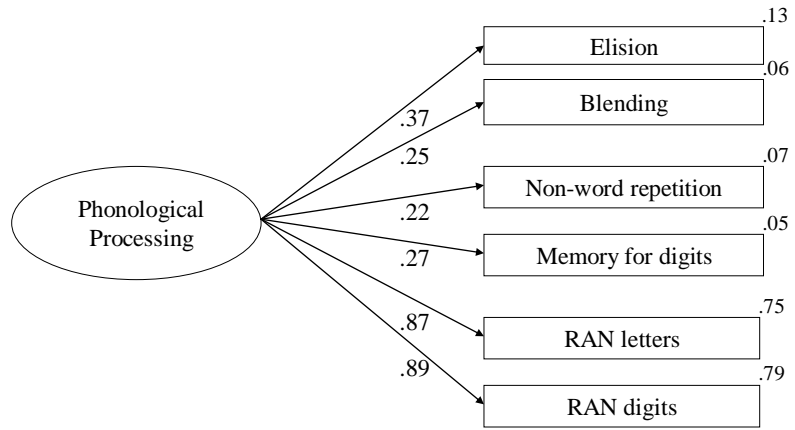 .13
Elision
.06
Blending
.37
.25
.07
Non-word repetition
Phonological
Processing
.22
.05
Memory for digits
.27
.75
RAN letters
.87
.89
.79
RAN digits